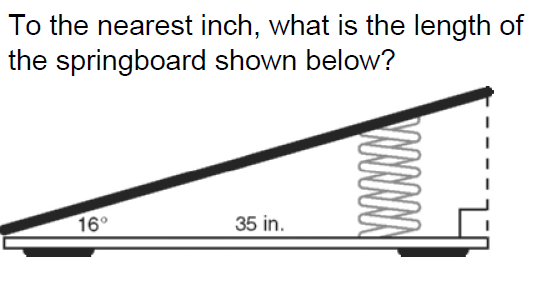 To the nearest inch, what is the length of
the springboard shown below?
16° 35 in.